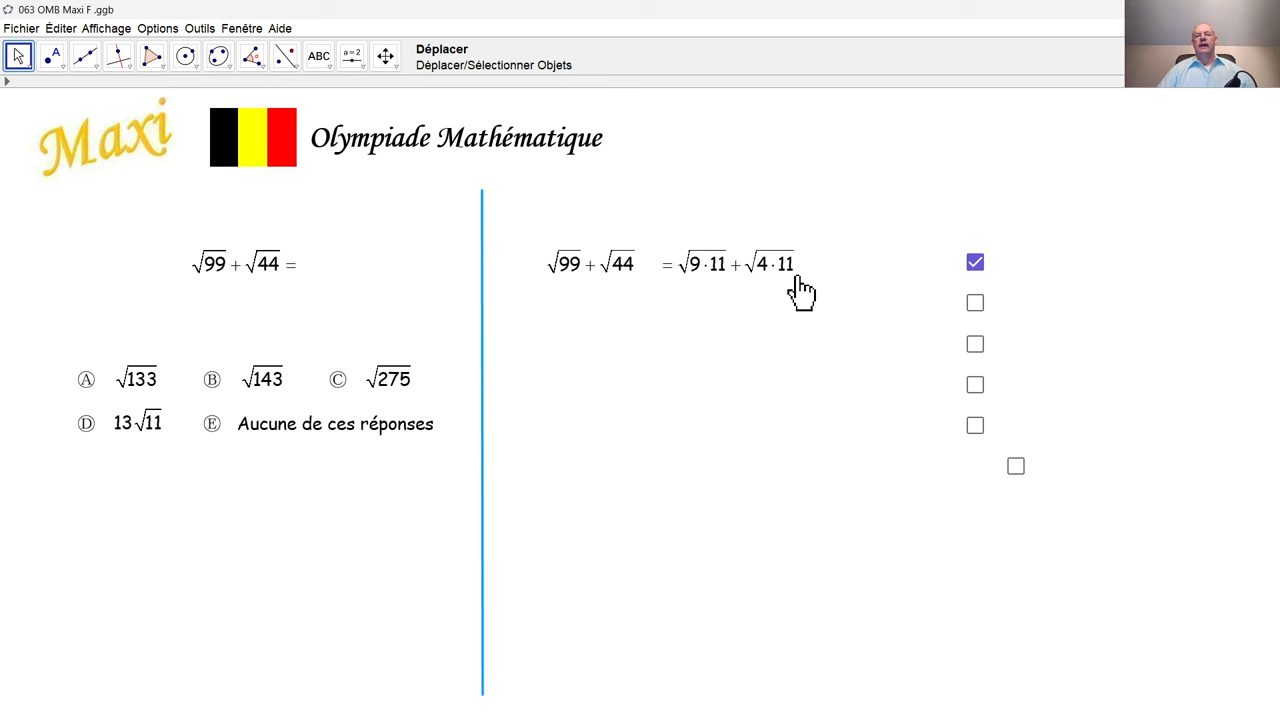 063 OMB Maxi F .ggb
Fichier Éditer Affichage Options Outils Fenêtre Aide
A ABC a=2 Déplacer
Déplacer/Sélectionner Objets
Maxi Olympiade Mathématique
√99 + √44 =
√99 + √44 = √9·11 + √4·11
Ⓐ √133 Ⓑ √143 Ⓒ √275
Ⓓ 13√11 Ⓔ Aucune de ces réponses